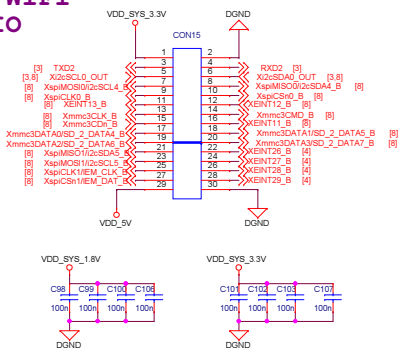 WIFI
TO
VDD_SYS_3.3V
DGND
CON15
1 2
[3] TXD2 3 4 RXD2 [3]
[3,8] Xi2cSCL0_OUT 5 6 Xi2cSDA0_OUT [3,8]
[8] XspiMOSI0/i2cSCL4_B 7 8 XspiMISO0/i2cSDA4_B [8]
[8] XspiCLK0_B 9 10 XspiCSn0_B [8]
[8] XEINT13_B 11 12 XEINT12_B [8]
[8] Xmmc3CLK_B 13 14 Xmmc3CMD_B [8]
[8] Xmmc3CDn_B 15 16 XEINT11_B [8]
Xmmc3DATA0/SD_2_DATA4_B 17 18 Xmmc3DATA1/SD_2_DATA5_B [8]
Xmmc3DATA2/SD_2_DATA6_B 19 20 Xmmc3DATA3/SD_2_DATA7_B [8]
[8] XspiMISO1/i2cSDA5_B 21 22 XEINT26_B [4]
[8] XspiMOSI1/i2cSCL5_B 23 24 XEINT27_B [4]
[8] XspiCLK1/EM_CLK_B 25 26 XEINT28_B [4]
[8] XspiCSn1/EM_DAT_B 27 28 XEINT29_B [4]
29 30
VDD_5V
DGND
VDD_SYS_1.8V
VDD_SYS_3.3V
C98 C99 C100 C106
C101 C102 C103 C107
100n 100n 100n 100n
100n 100n 100n 100n
DGND
DGND